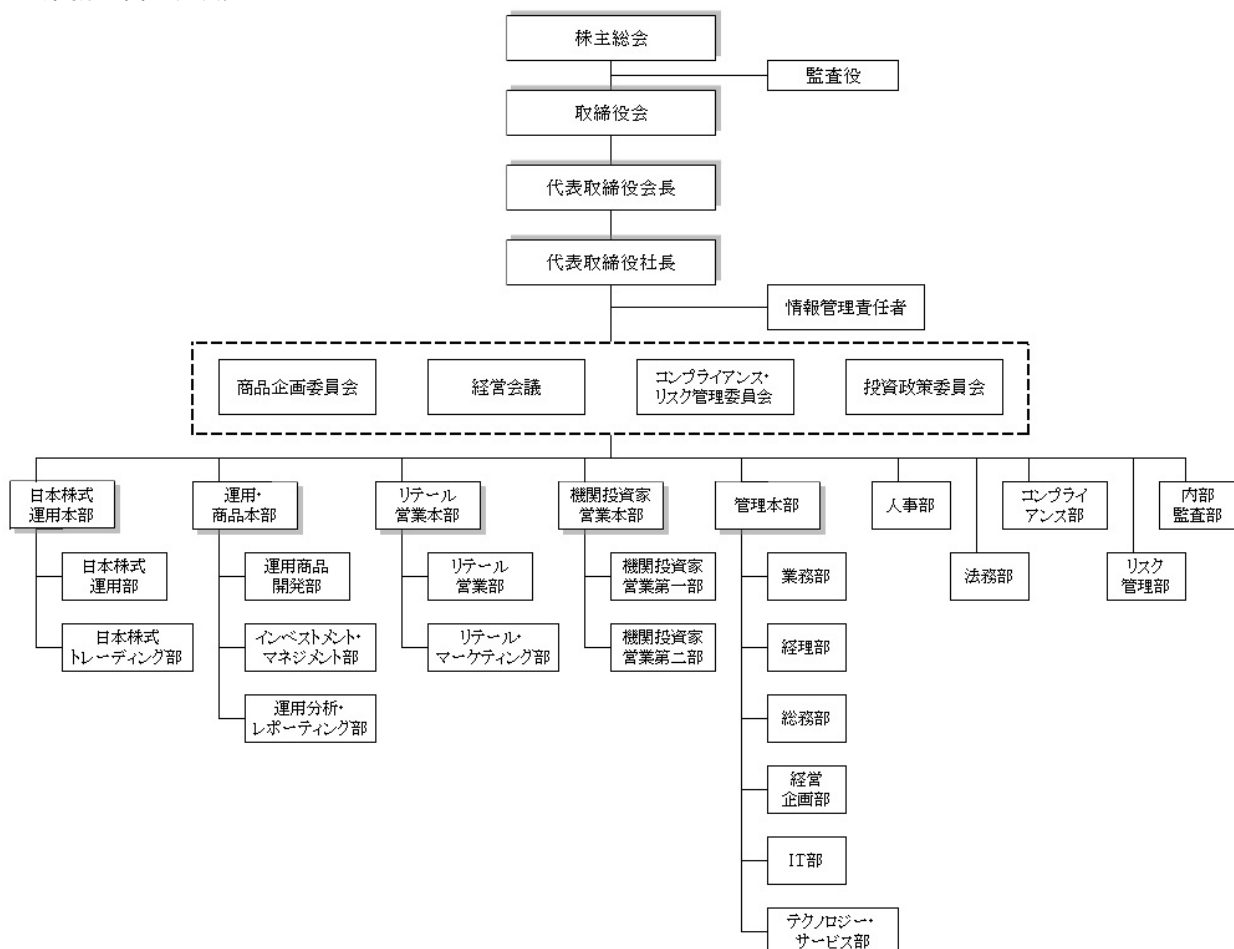 株主総会
監査役
取締役会
代表取締役会長
代表取締役社長
情報管理責任者
商品企画委員会
経営会議
コンプライアンス・
リスク管理委員会
投資政策委員会
日本株式
運用本部
運用・
商品本部
リテール
営業本部
機関投資家
営業本部
管理本部
人事部
コンプライ
アンス部
内部
監査部
日本株式
運用部
運用商品
開発部
リテール
営業部
機関投資家
営業第一部
業務部
法務部
リスク
管理部
日本株式
トレーディング部
インベストメント・
マネジメント部
リテール・
マーケティング部
機関投資家
営業第二部
経理部
運用分析・
レポーティング部
総務部
経営
企画部
IT部
テクノロジー・
サービス部